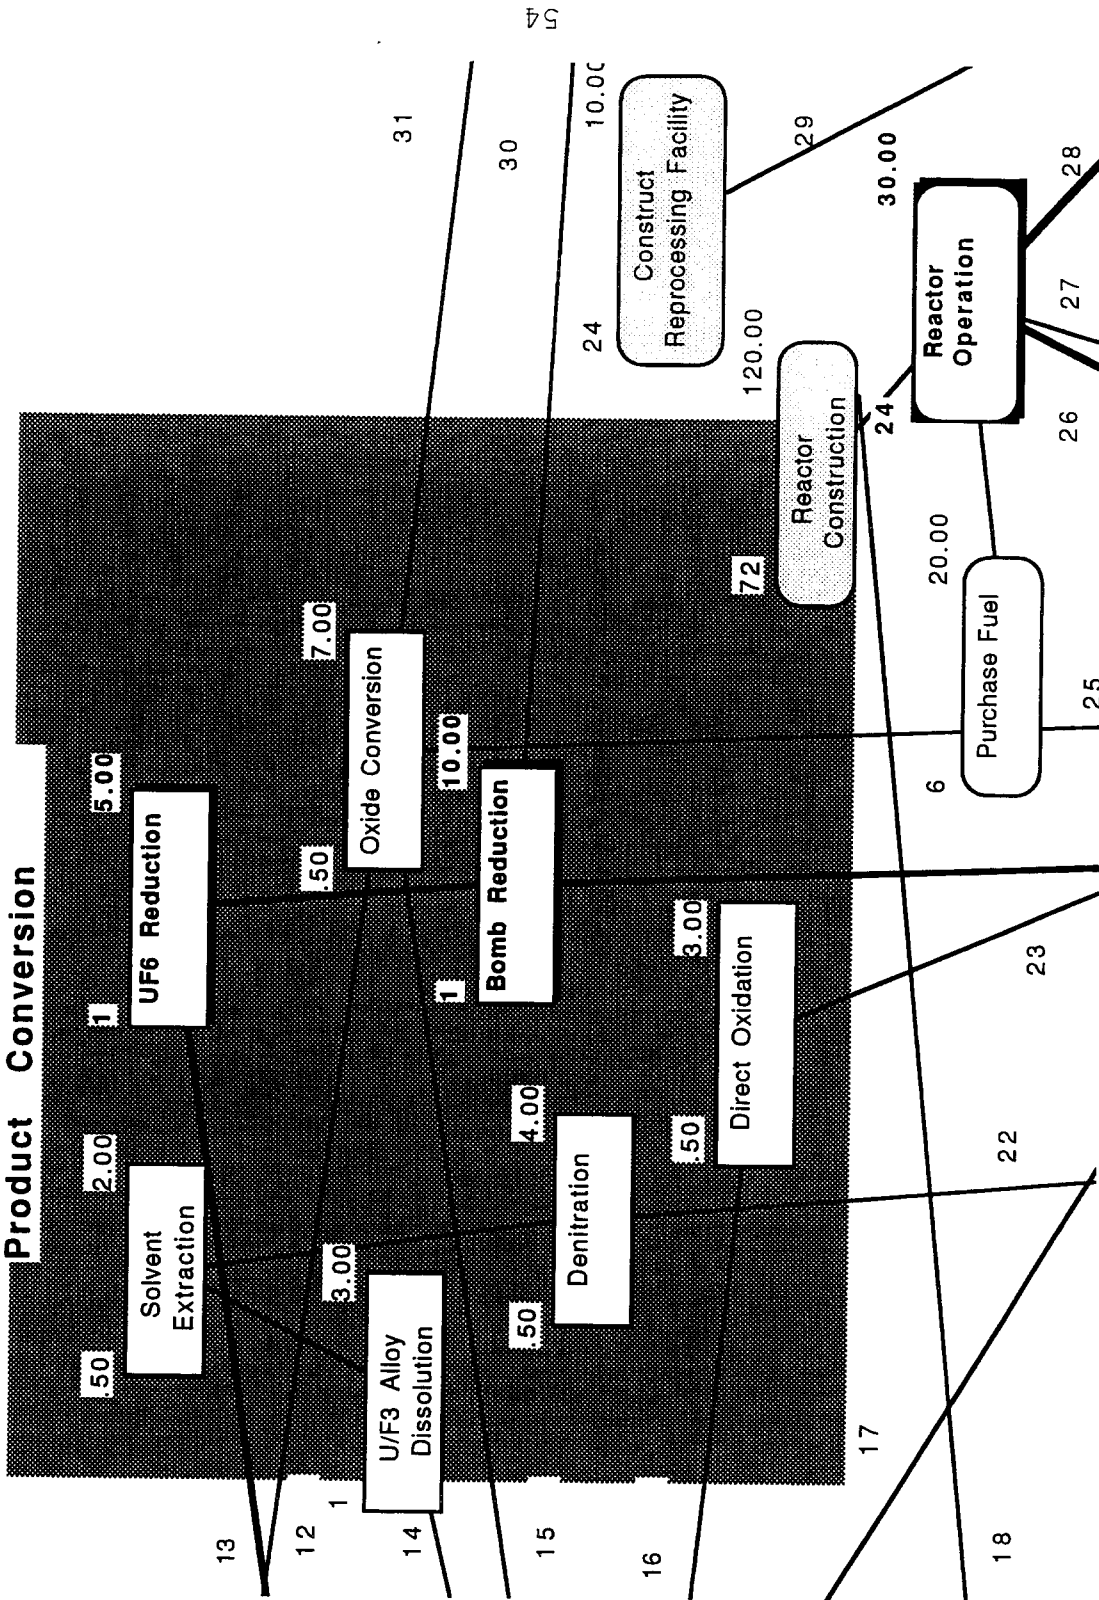 54
Product Conversion
.50
2.00
Solvent
Extraction
1
5.00
UF6 Reduction
.50
7.00
Oxide Conversion
1
3.00
U/F3 Alloy
Dissolution
1
10.00
Bomb Reduction
.50
4.00
Denitration
.50
3.00
Direct Oxidation
72
120.00
Reactor
Construction
24
10.00
Construct
Reprocessing Facility
24
30.00
Reactor
Operation
6
20.00
Purchase Fuel
13
12
14
15
16
17
18
22
23
25
26
27
28
29
30
31